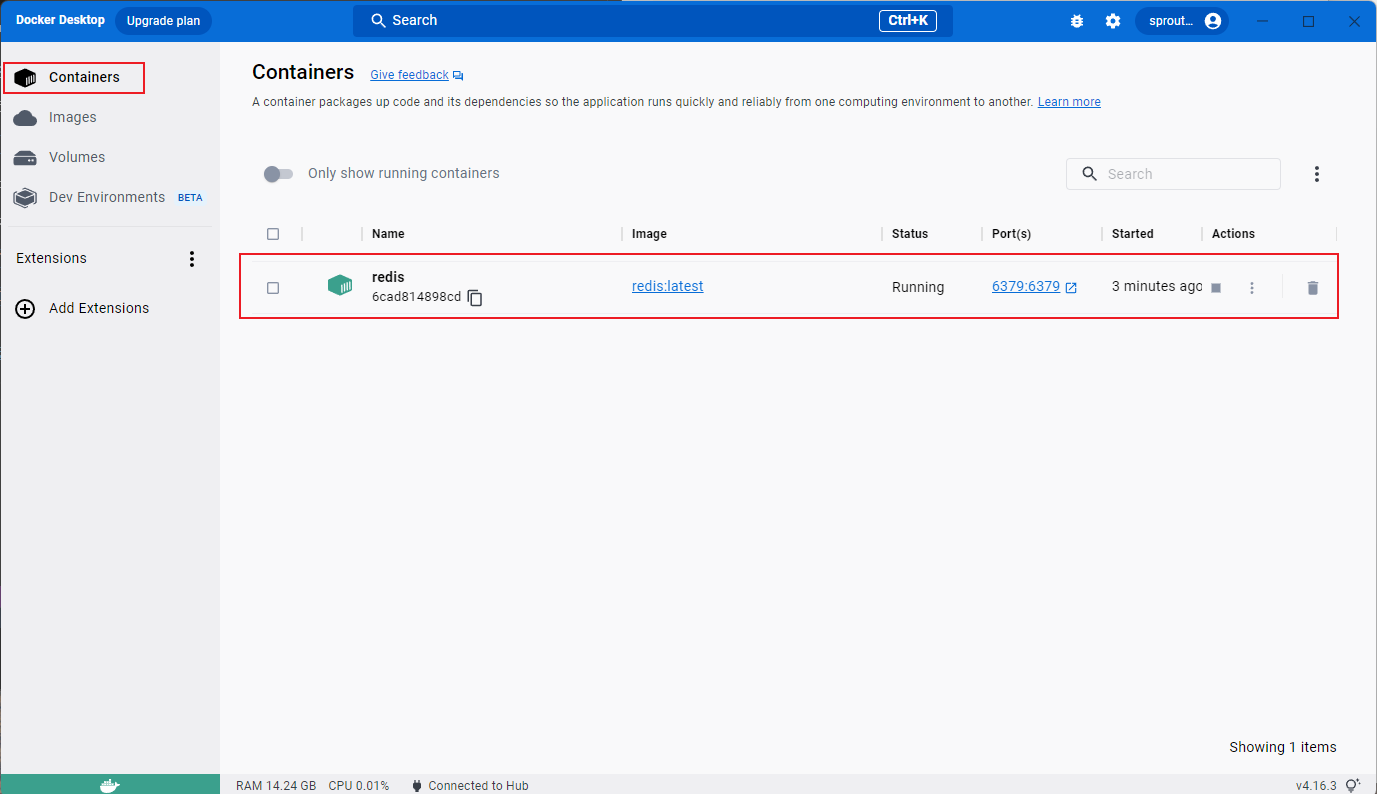 Docker Desktop Upgrade plan Search Ctrl+K sprout...
Containers
Images
Volumes
Dev Environments BETA
Extensions
Add Extensions
Containers Give feedback
A container packages up code and its dependencies so the application runs quickly and reliably from one computing environment to another. Learn more
Only show running containers Search
Name Image Status Port(s) Started Actions
redis
6cad814898cd redis:latest Running 6379:6379 3 minutes ago
Showing 1 items
RAM 14.24 GB CPU 0.01% Connected to Hub v4.16.3